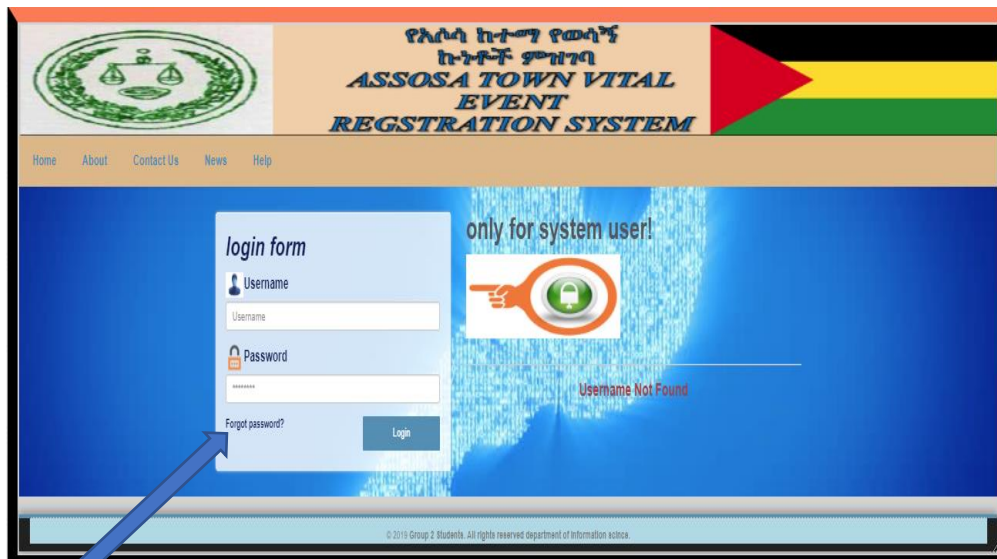 የአሶሳ ከተማ የወሳኝ
ኩነቶች ምዝገባ
ASSOSA TOWN VITAL
EVENT
REGSTRATION SYSTEM
Home About Contact Us News Help
login form
Username
Username
Password
********
Forgot password?
Login
only for system user!
Username Not Found
© 2019 Group 2 Students. All rights reserved department of information scince.